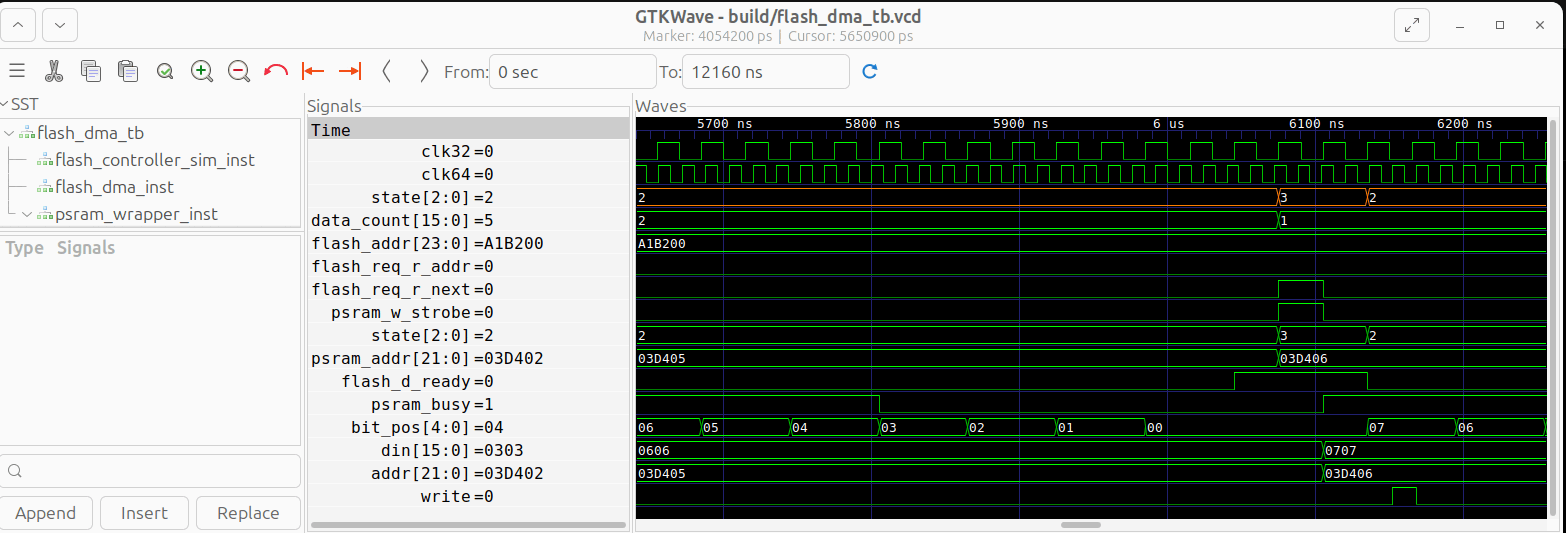 GTKWave - build/flash_dma_tb.vcd
Marker: 4054200 ps | Cursor: 5650900 ps
From: 0 sec To: 12160 ns
SST
flash_dma_tb
flash_controller_sim_inst
flash_dma_inst
psram_wrapper_inst
Type Signals
Append Insert Replace
Signals
Time
clk32=0
clk64=0
state[2:0]=2
data_count[15:0]=5
flash_addr[23:0]=A1B200
flash_req_r_addr=0
flash_req_r_next=0
psram_w_strobe=0
state[2:0]=2
psram_addr[21:0]=03D402
flash_d_ready=0
psram_busy=1
bit_pos[4:0]=04
din[15:0]=0303
addr[21:0]=03D402
write=0
Waves
5700 ns 5800 ns 5900 ns 6 us 6100 ns 6200 ns
2 3 2
2 1
A1B200
2 3 2
03D405 03D406
06 05 04 03 02 01 00 07 06
0606 0707
03D405 03D406